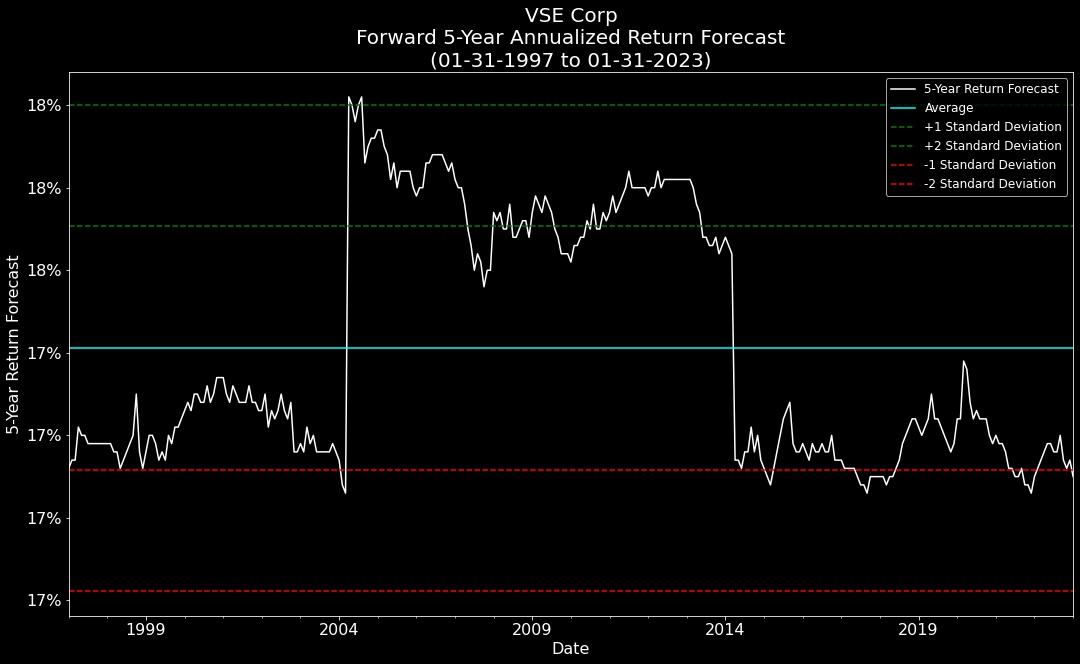 VSE Corp
Forward 5-Year Annualized Return Forecast
(01-31-1997 to 01-31-2023)
5-Year Return Forecast
18%
18%
18%
17%
17%
17%
17%
5-Year Return Forecast
Average
+1 Standard Deviation
+2 Standard Deviation
-1 Standard Deviation
-2 Standard Deviation
1999
2004
2009
2014
2019
Date